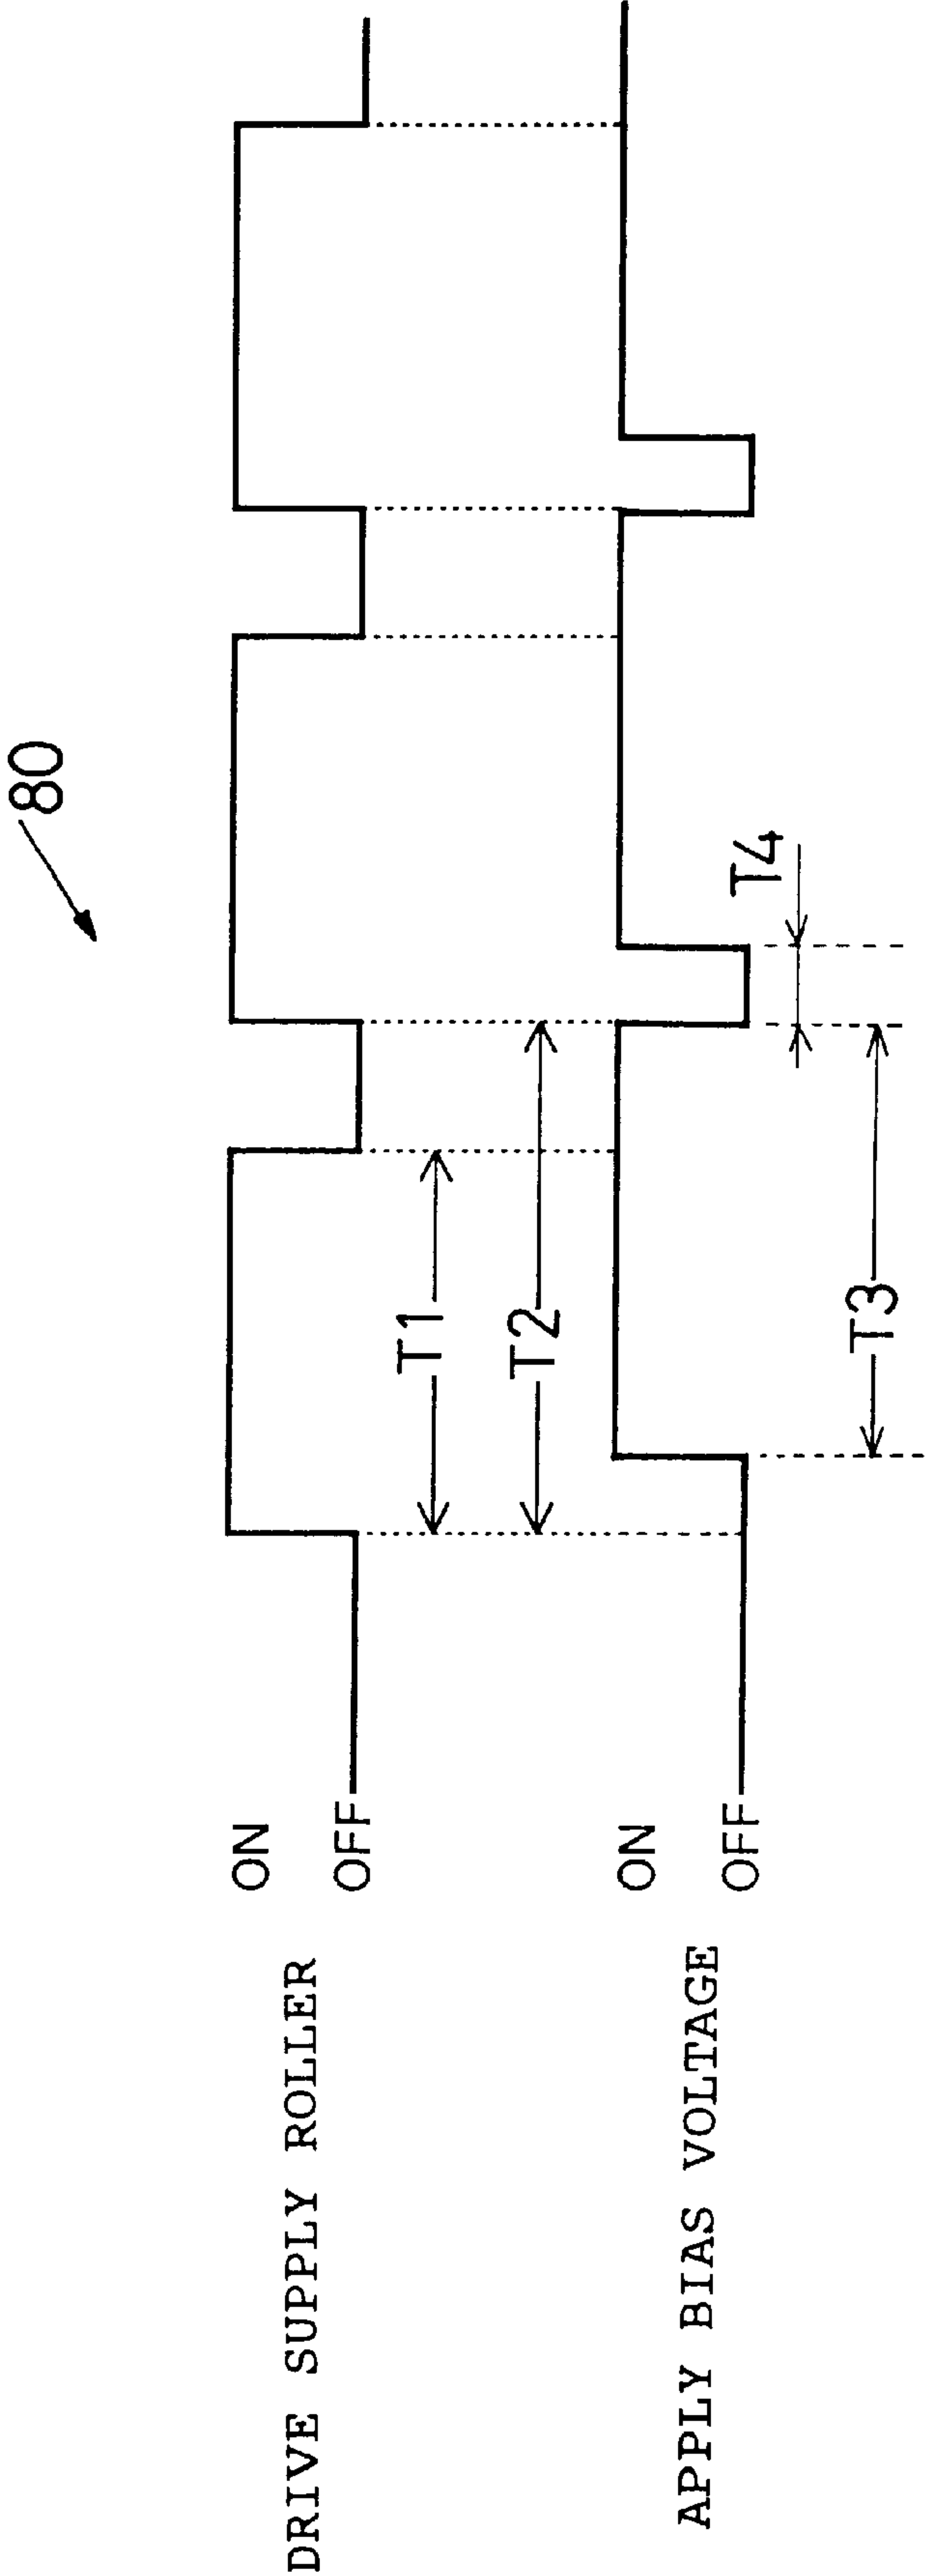 80
DRIVE SUPPLY ROLLER
ON
OFF
T1
T2
APPLY BIAS VOLTAGE
ON
OFF
T4
T3